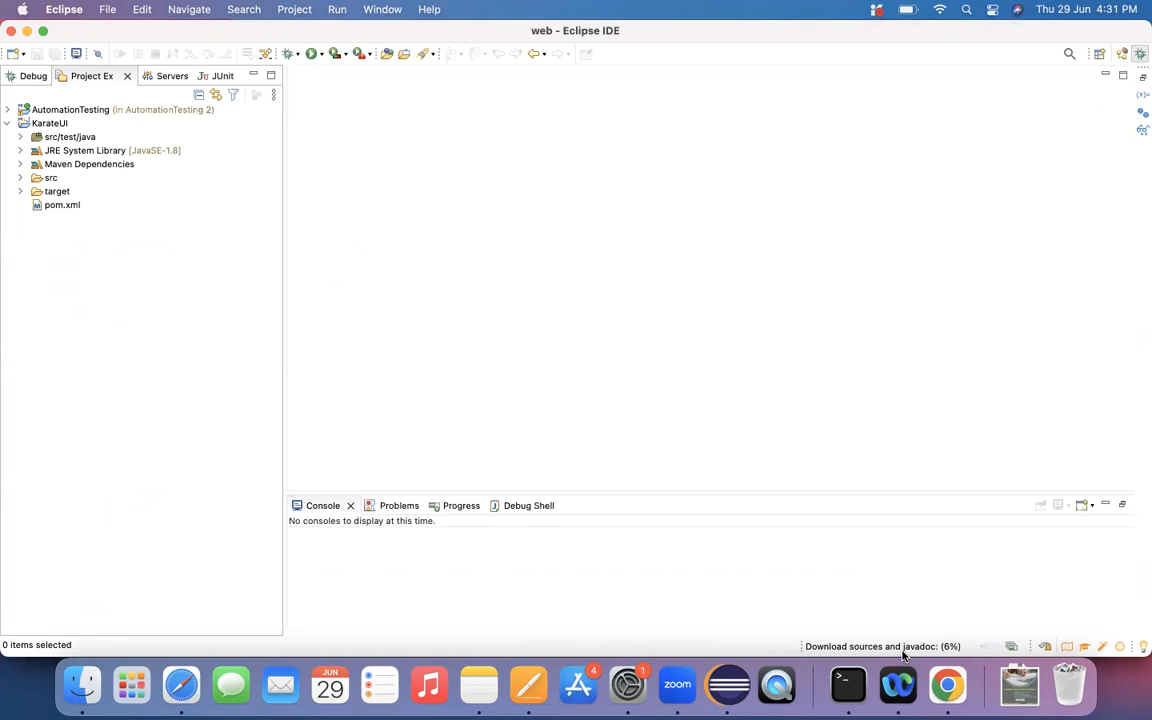 Eclipse File Edit Navigate Search Project Run Window Help Thu 29 Jun 4:31 PM
web - Eclipse IDE
Debug Project Ex Servers JUnit
AutomationTesting (in AutomationTesting 2)
KarateUI
src/test/java
JRE System Library [JavaSE-1.8]
Maven Dependencies
src
target
pom.xml
Console Problems Progress Debug Shell
No consoles to display at this time.
0 items selected
Download sources and javadoc: (6%)
JUN
29
4
1
zoom